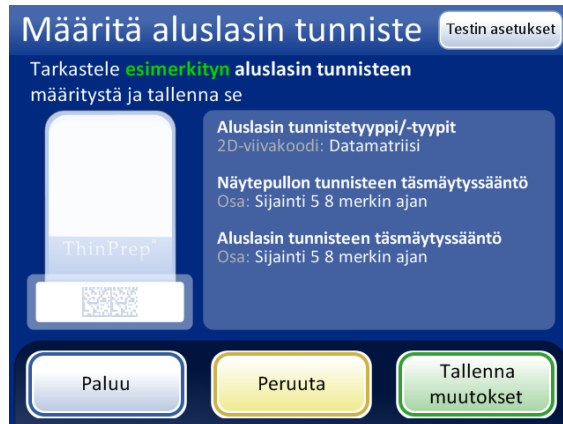 Määritä aluslasin tunniste
Testin asetukset
Tarkastele esimerkityn aluslasin tunnisteen
määritystä ja tallenna se
Aluslasin tunnistetyyppi/-tyypit
2D-viivakoodi: Datamatriisi
Näytepullon tunnisteen täsmäytyssääntö
Osa: Sijainti 5 8 merkin ajan
Aluslasin tunnisteen täsmäytyssääntö
Osa: Sijainti 5 8 merkin ajan
ThinPrep®
Paluu
Peruuta
Tallenna
muutokset